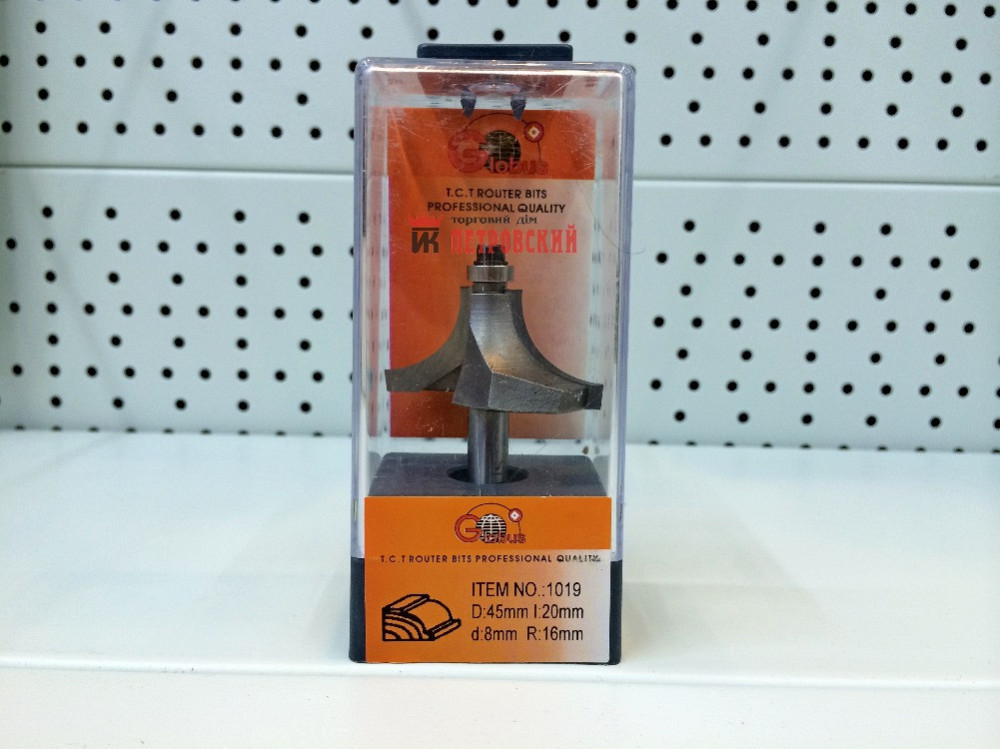 Globus
T.C.T ROUTER BITS
PROFESSIONAL QUALITY
торговий дім
ИК ПЕТРОВСКИЙ
Globus
T.C.T ROUTER BITS PROFESSIONAL QUALITY
ITEM NO.:1019
D:45mm l:20mm
d:8mm R:16mm